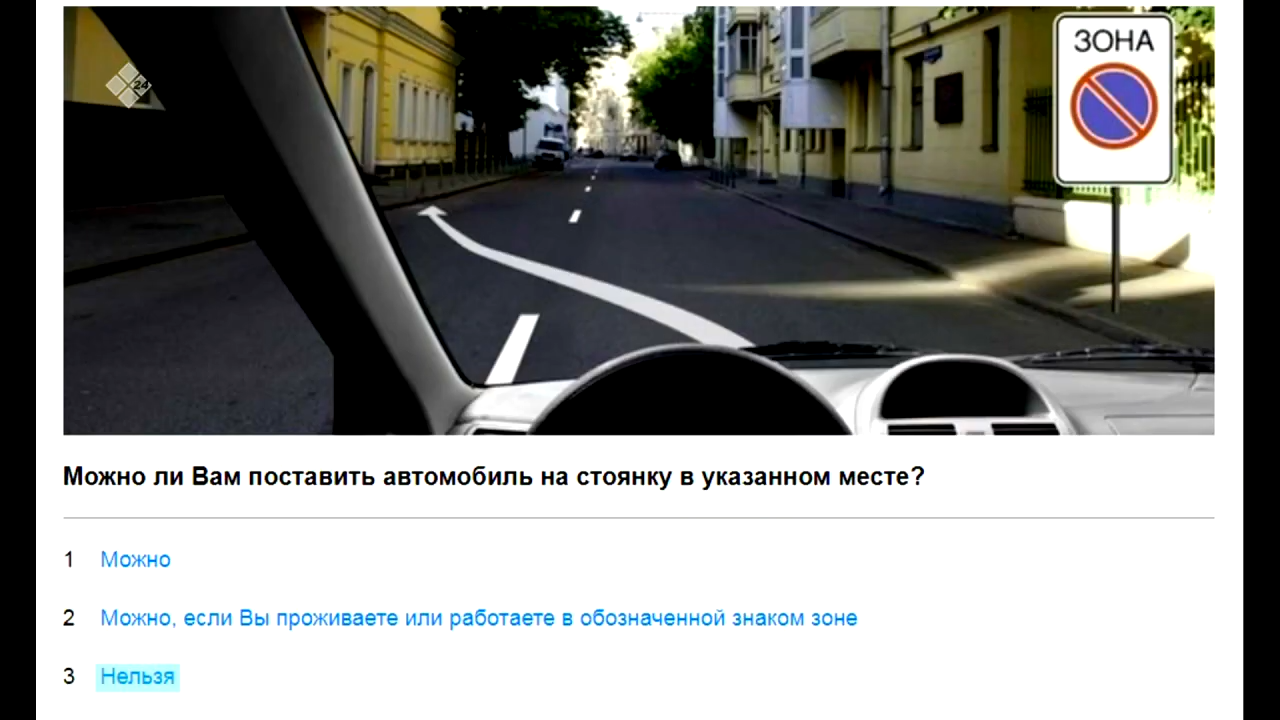 24
ЗОНА
Можно ли Вам поставить автомобиль на стоянку в указанном месте?
1 Можно
2 Можно, если Вы проживаете или работаете в обозначенной знаком зоне
3 Нельзя